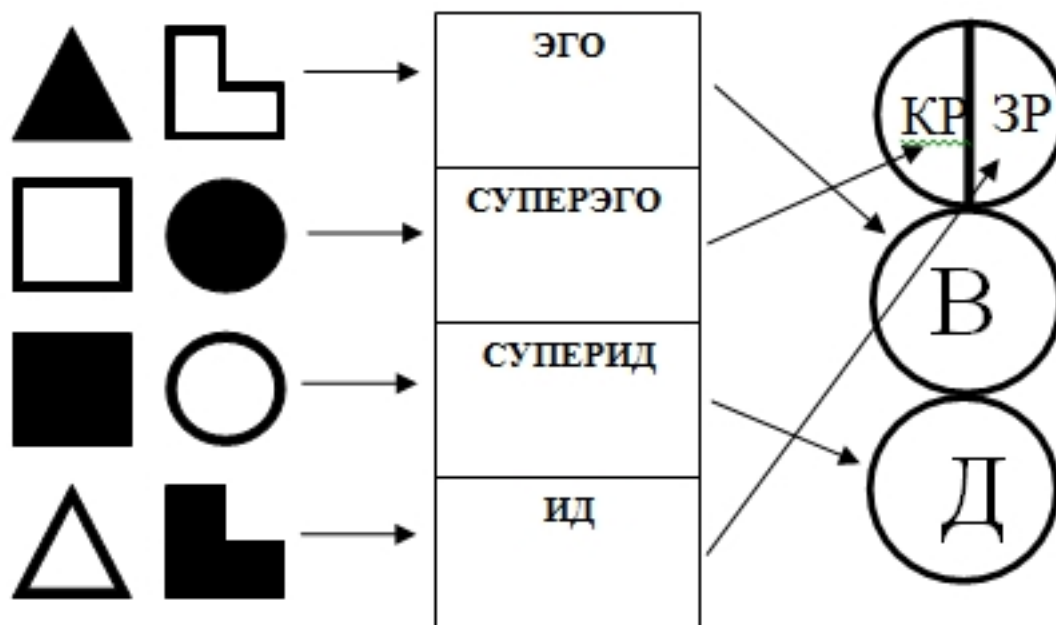 ЭГО
СУПЕРЭГО
СУПЕРИД
ИД
КР ЗР
В
Д